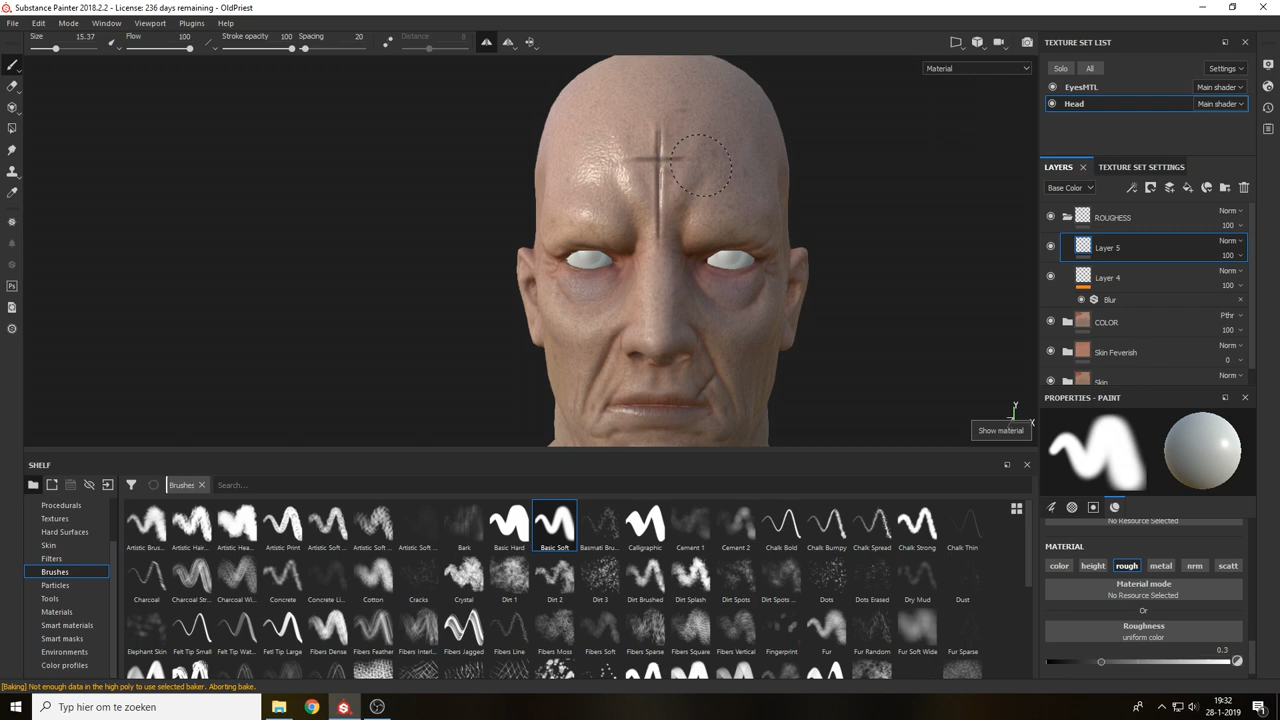 Substance Painter 2018.2.2 - License: 236 days remaining - OldPriest
File Edit Mode Window Viewport Plugins Help
Size 15.37 Flow 100 Stroke opacity 100 Spacing 20 Distance 8
Material
Y
X
Show material
TEXTURE SET LIST
Solo All Settings
EyesMTL Main shader
Head Main shader
LAYERS TEXTURE SET SETTINGS
Base Color
ROUGHESS Norm 100
Layer 5 Norm 100
Layer 4 Norm 100
Blur
COLOR Pthr 100
Skin Feverish Norm 0
Skin Norm
PROPERTIES - PAINT
No Resource Selected
MATERIAL
color height rough metal nrm scatt
Material mode
No Resource Selected
Or
Roughness
uniform color
0.3
SHELF
Brushes Search...
Procedurals
Textures
Hard Surfaces
Skin
Filters
Brushes
Particles
Tools
Materials
Smart materials
Smart masks
Environments
Color profiles
Artistic Brus... Artistic Hair... Artistic Hea... Artistic Print Artistic Soft ... Artistic Soft ... Artistic Soft ... Bark Basic Hard Basic Soft Basmati Bru... Calligraphic Cement 1 Cement 2 Chalk Bold Chalk Bumpy Chalk Spread Chalk Strong Chalk Thin
Charcoal Charcoal Str... Charcoal Wi... Concrete Concrete Li... Cotton Cracks Crystal Dirt 1 Dirt 2 Dirt 3 Dirt Brushed Dirt Splash Dirt Spots Dirt Spots ... Dots Dots Erased Dry Mud Dust
Elephant Skin Felt Tip Small Felt Tip Wat... Felt Tip Large Fibers Dense Fibers Feather Fibers Interl... Fibers Jagged Fibers Line Fibers Moss Fibers Soft Fibers Sparse Fibers Square Fibers Vertical Fingerprint Fur Fur Random Fur Soft Wide Fur Sparse
[Baking] Not enough data in the high poly to use selected baker. Aborting bake.
Typ hier om te zoeken
19:32
28-1-2019